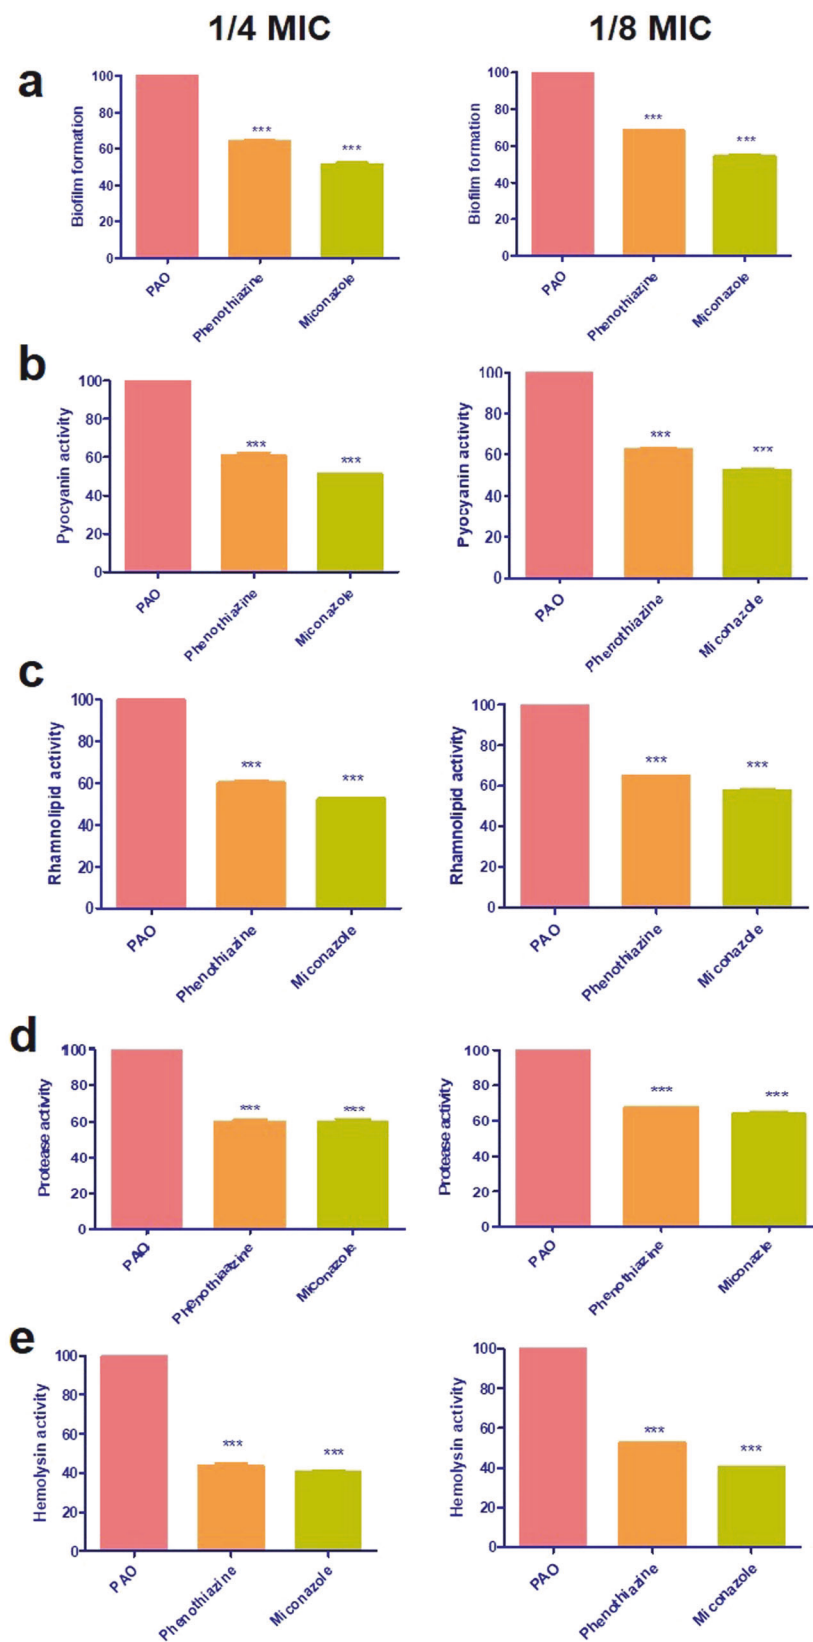 1/4 MIC
1/8 MIC
a
Biofilm formation
100
80
60
40
20
0
***
***
PAO
Phenothiazine
Miconazole
Biofilm formation
100
80
60
40
20
0
***
***
PAO
Phenothiazine
Miconazole
b
Pyocyanin activity
100
80
60
40
20
0
***
***
PAO
Phenothiazine
Miconazole
Pyocyanin activity
100
80
60
40
20
0
***
***
PAO
Phenothiazine
Miconazole
c
Rhamnolipid activity
100
80
60
40
20
0
***
***
PAO
Phenothiazine
Miconazole
Rhamnolipid activity
100
80
60
40
20
0
***
***
PAO
Phenothiazine
Miconazole
d
Protease activity
100
80
60
40
20
0
***
***
PAO
Phenothiaazine
Miconazole
Protease activity
100
80
60
40
20
0
***
***
PAO
Phenothiazine
Miconazle
e
Hemolysin activity
100
80
60
40
20
0
***
***
PAO
Phenothiazine
Miconazole
Hemolysin activity
100
80
60
40
20
0
***
***
PAO
Phenothiazine
Miconazole